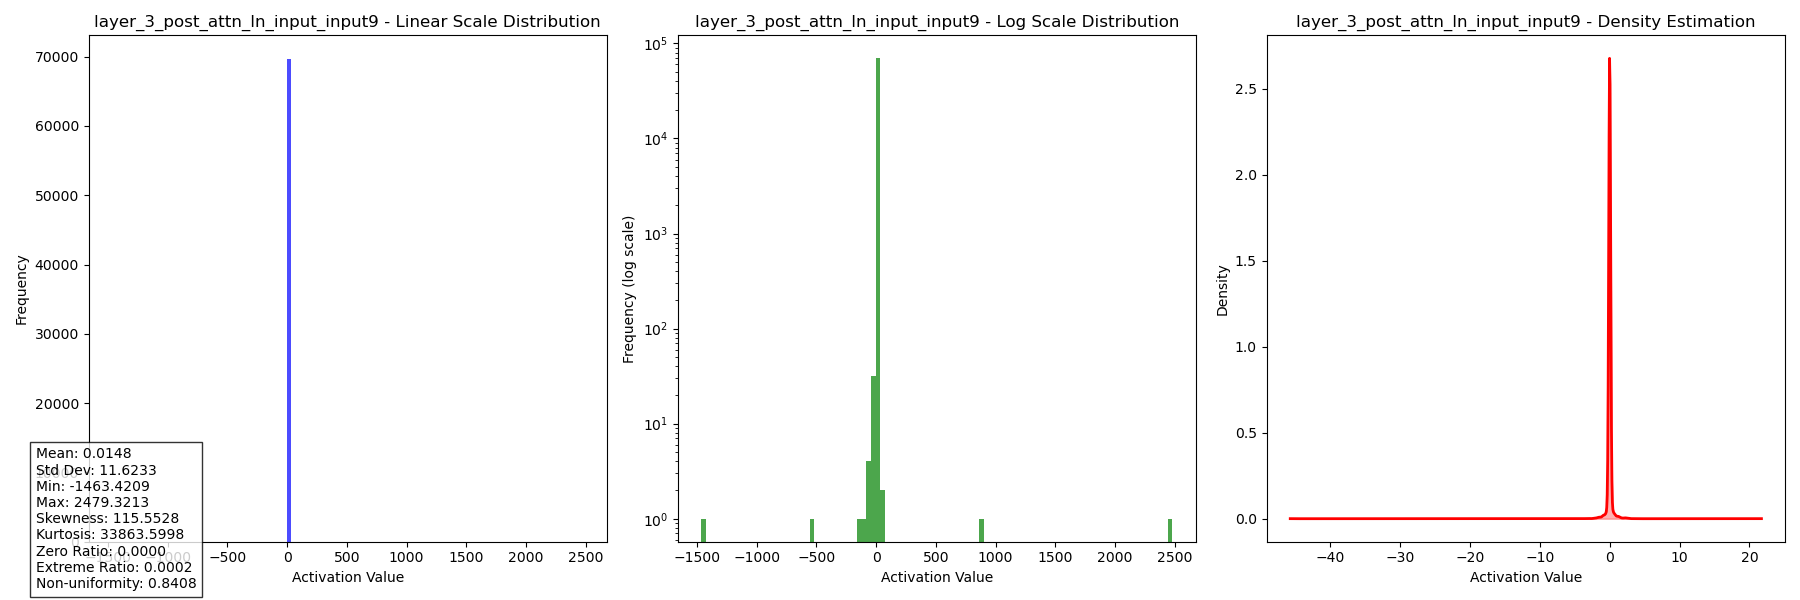 layer_3_post_attn_ln_input_input9 - Linear Scale Distribution
70000
60000
50000
40000
30000
20000
Frequency
−500
0
500
1000
1500
2000
2500
Activation Value
Mean: 0.0148
Std Dev: 11.6233
Min: -1463.4209
Max: 2479.3213
Skewness: 115.5528
Kurtosis: 33863.5998
Zero Ratio: 0.0000
Extreme Ratio: 0.0002
Non-uniformity: 0.8408
layer_3_post_attn_ln_input_input9 - Log Scale Distribution
10^5
10^4
10^3
10^2
10^1
10^0
Frequency (log scale)
−1500
−1000
−500
0
500
1000
1500
2000
2500
Activation Value
layer_3_post_attn_ln_input_input9 - Density Estimation
2.5
2.0
1.5
1.0
0.5
0.0
Density
−40
−30
−20
−10
0
10
20
Activation Value